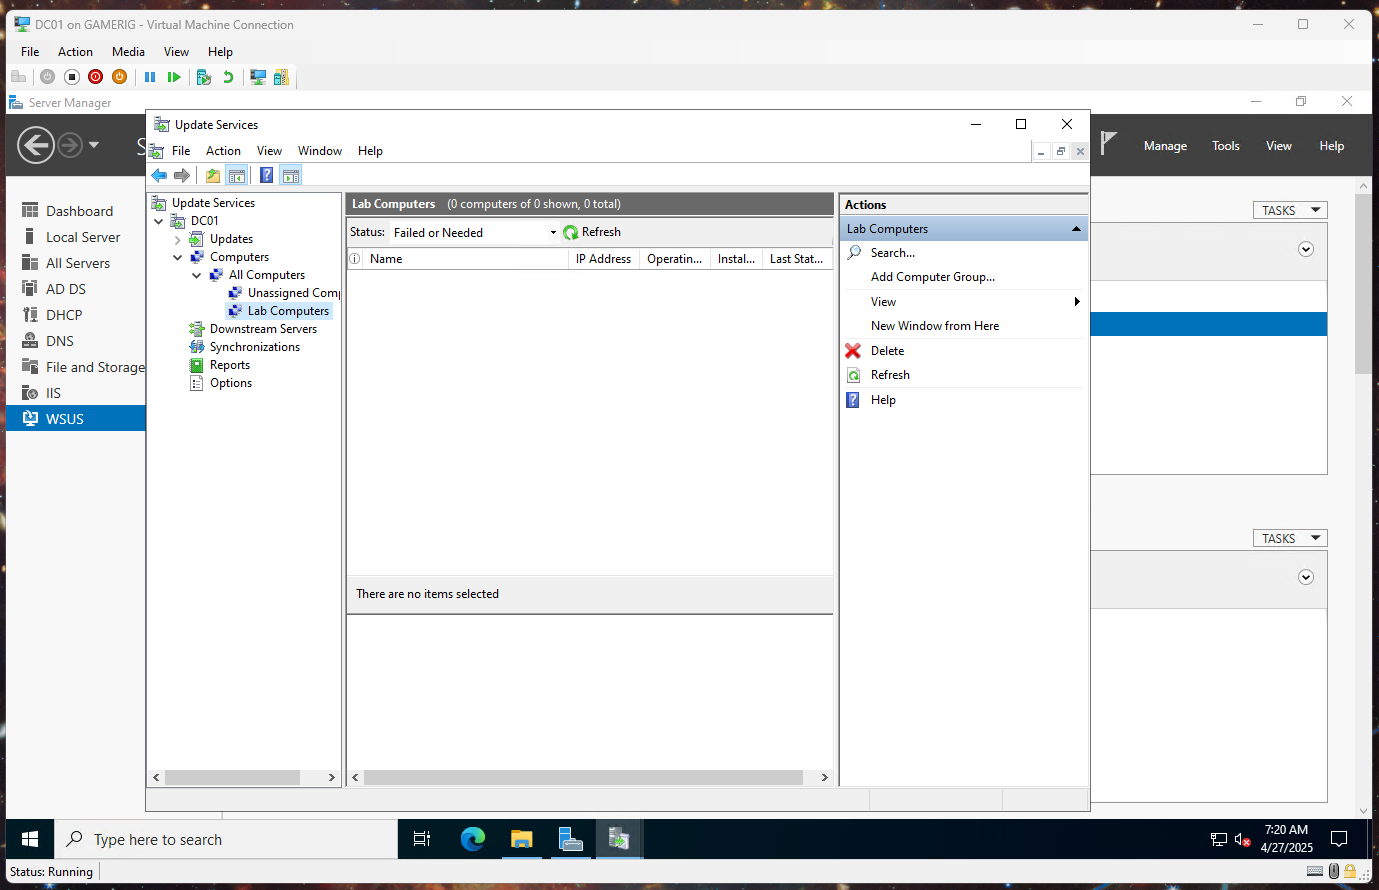 DC01 on GAMERIG - Virtual Machine Connection
File Action Media View Help
Server Manager
S
Manage Tools View Help
Update Services
File Action View Window Help
Dashboard
Local Server
All Servers
AD DS
DHCP
DNS
File and Storage
IIS
WSUS
Update Services
DC01
Updates
Computers
All Computers
Unassigned Comp
Lab Computers
Downstream Servers
Synchronizations
Reports
Options
Lab Computers (0 computers of 0 shown, 0 total)
Status: Failed or Needed Refresh
Name IP Address Operatin... Instal... Last Stat...
There are no items selected
Actions
Lab Computers
Search...
Add Computer Group...
View
New Window from Here
Delete
Refresh
Help
TASKS
TASKS
Type here to search
7:20 AM
4/27/2025
Status: Running